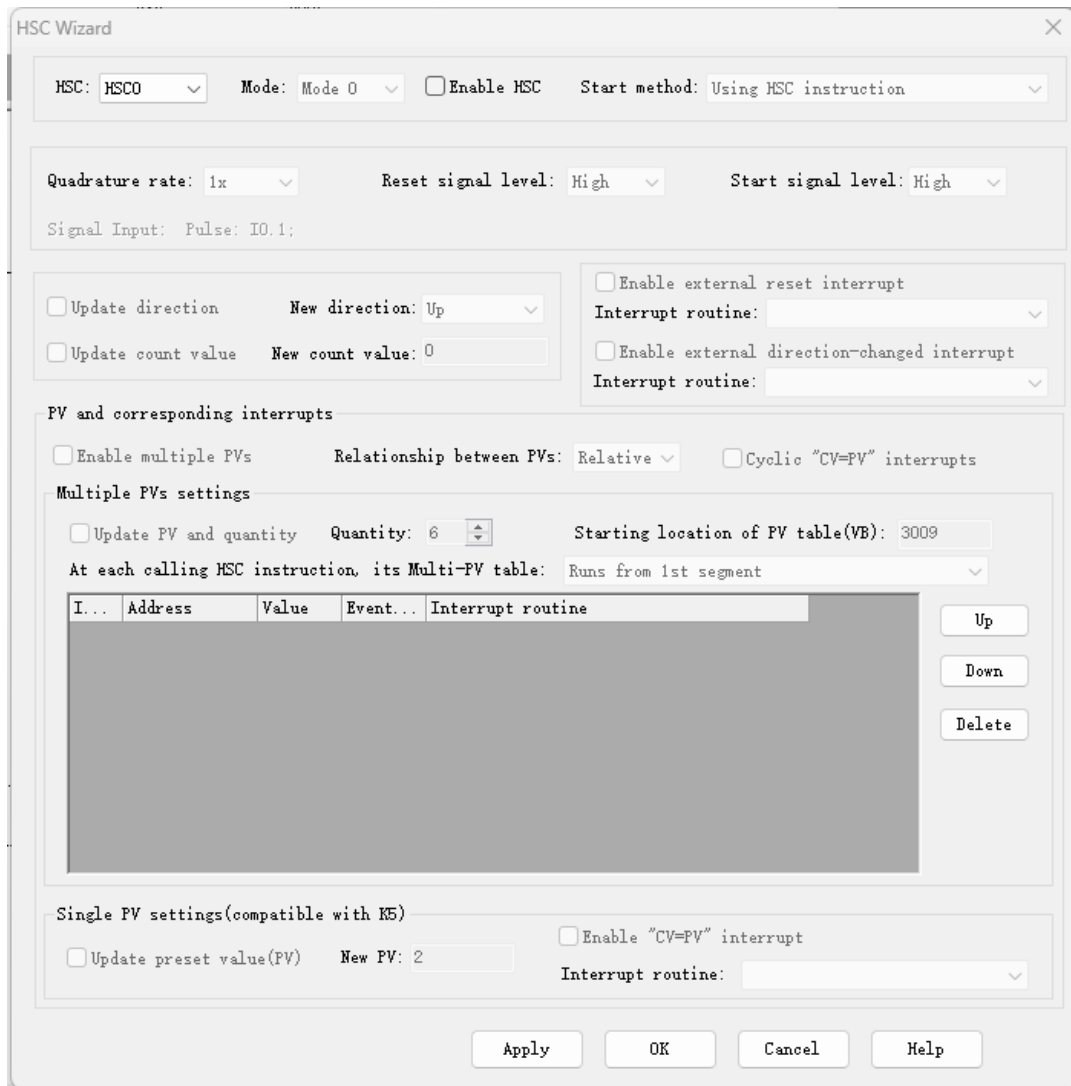 HSC Wizard
HSC: HSC0 Mode: Mode 0 Enable HSC Start method: Using HSC instruction
Quadrature rate: 1x Reset signal level: High Start signal level: High
Signal Input: Pulse: I0.1;
Update direction New direction: Up
Update count value New count value: 0
Enable external reset interrupt
Interrupt routine:
Enable external direction-changed interrupt
Interrupt routine:
PV and corresponding interrupts
Enable multiple PVs Relationship between PVs: Relative Cyclic "CV=PV" interrupts
Multiple PVs settings
Update PV and quantity Quantity: 6 Starting location of PV table(VB): 3009
At each calling HSC instruction, its Multi-PV table: Runs from 1st segment
I... Address Value Event... Interrupt routine
Up
Down
Delete
Single PV settings(compatible with K5)
Update preset value(PV) New PV: 2
Enable "CV=PV" interrupt
Interrupt routine:
Apply OK Cancel Help